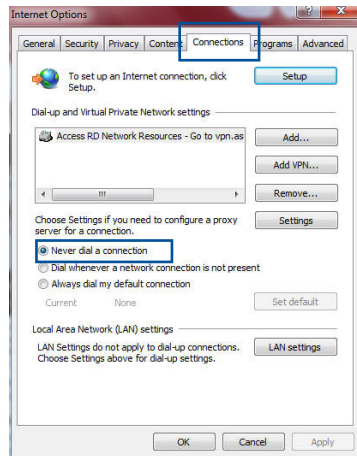 Internet Options
General Security Privacy Content Connections Programs Advanced
To set up an Internet connection, click Setup.
Setup
Dial-up and Virtual Private Network settings
Access RD Network Resources - Go to vpn.as
Add...
Add VPN...
Remove...
Choose Settings if you need to configure a proxy
server for a connection.
Settings
Never dial a connection
Dial whenever a network connection is not present
Always dial my default connection
Current None
Set default
Local Area Network (LAN) settings
LAN Settings do not apply to dial-up connections.
Choose Settings above for dial-up settings.
LAN settings
OK Cancel Apply